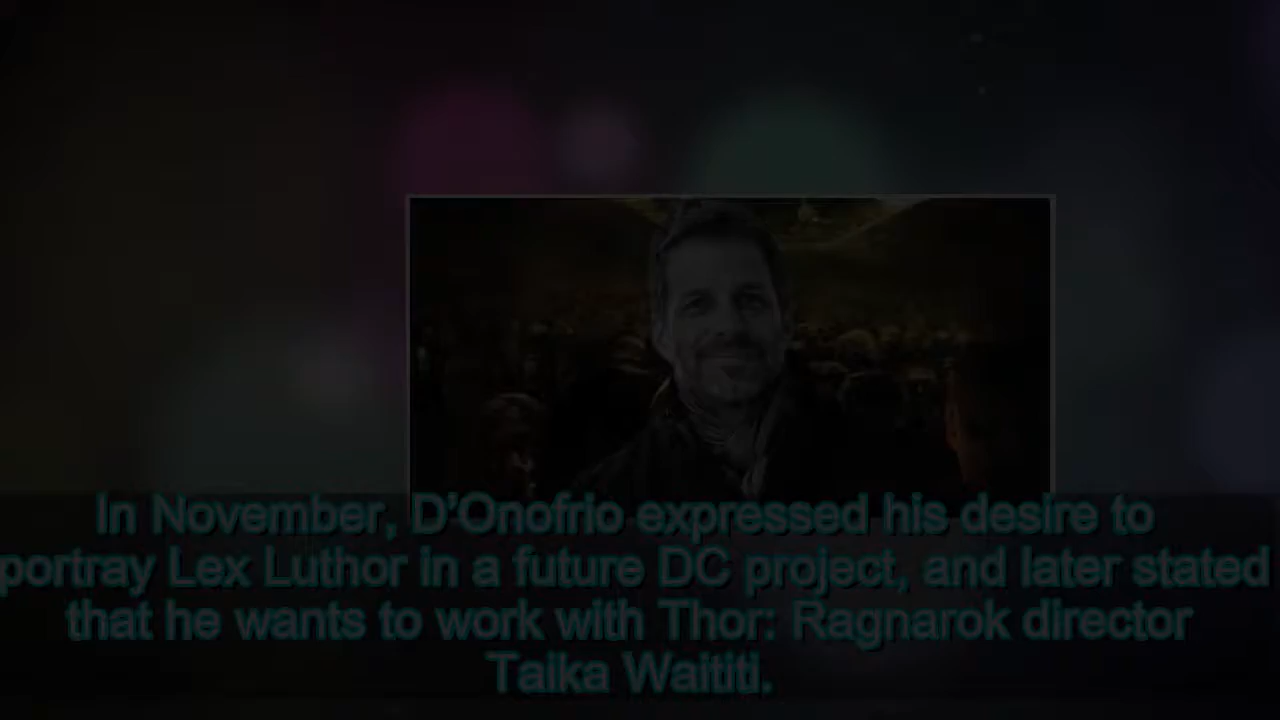 In November, D'Onofrio expressed his desire to
portray Lex Luthor in a future DC project, and later stated
that he wants to work with Thor: Ragnarok director
Taika Waititi.